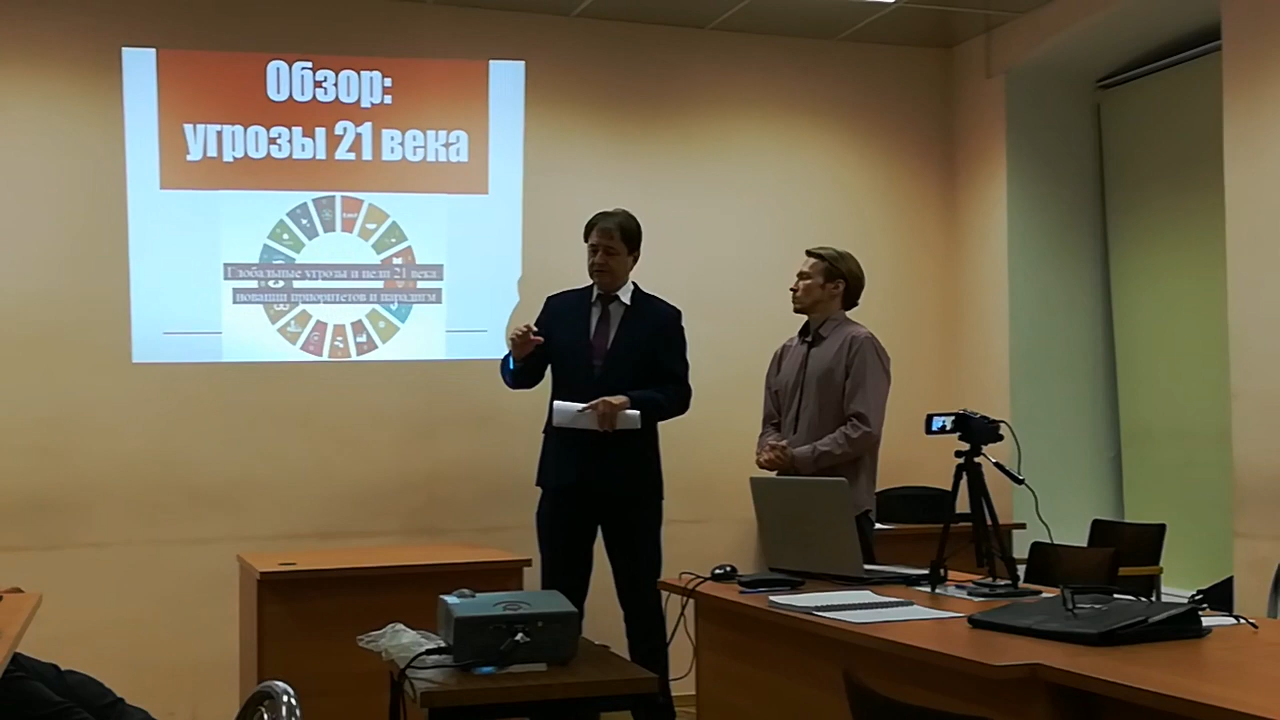 Обзор:
угрозы 21 века
Глобальные угрозы и цели 21 века
новации приоритетов и парадигм